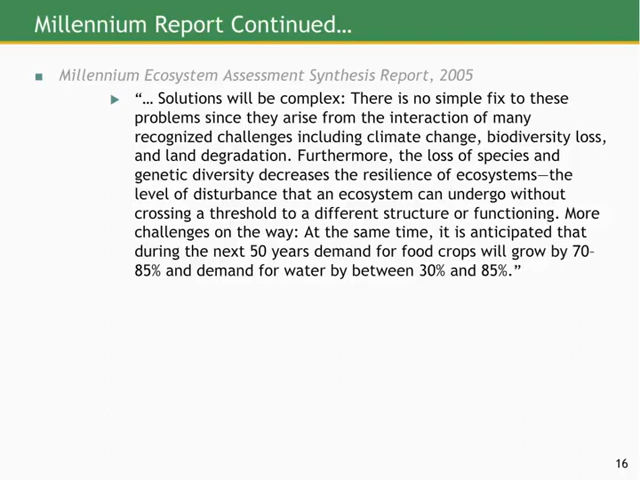 Millennium Report Continued…
Millennium Ecosystem Assessment Synthesis Report, 2005
“… Solutions will be complex: There is no simple fix to these
problems since they arise from the interaction of many
recognized challenges including climate change, biodiversity loss,
and land degradation. Furthermore, the loss of species and
genetic diversity decreases the resilience of ecosystems—the
level of disturbance that an ecosystem can undergo without
crossing a threshold to a different structure or functioning. More
challenges on the way: At the same time, it is anticipated that
during the next 50 years demand for food crops will grow by 70–
85% and demand for water by between 30% and 85%.”
16